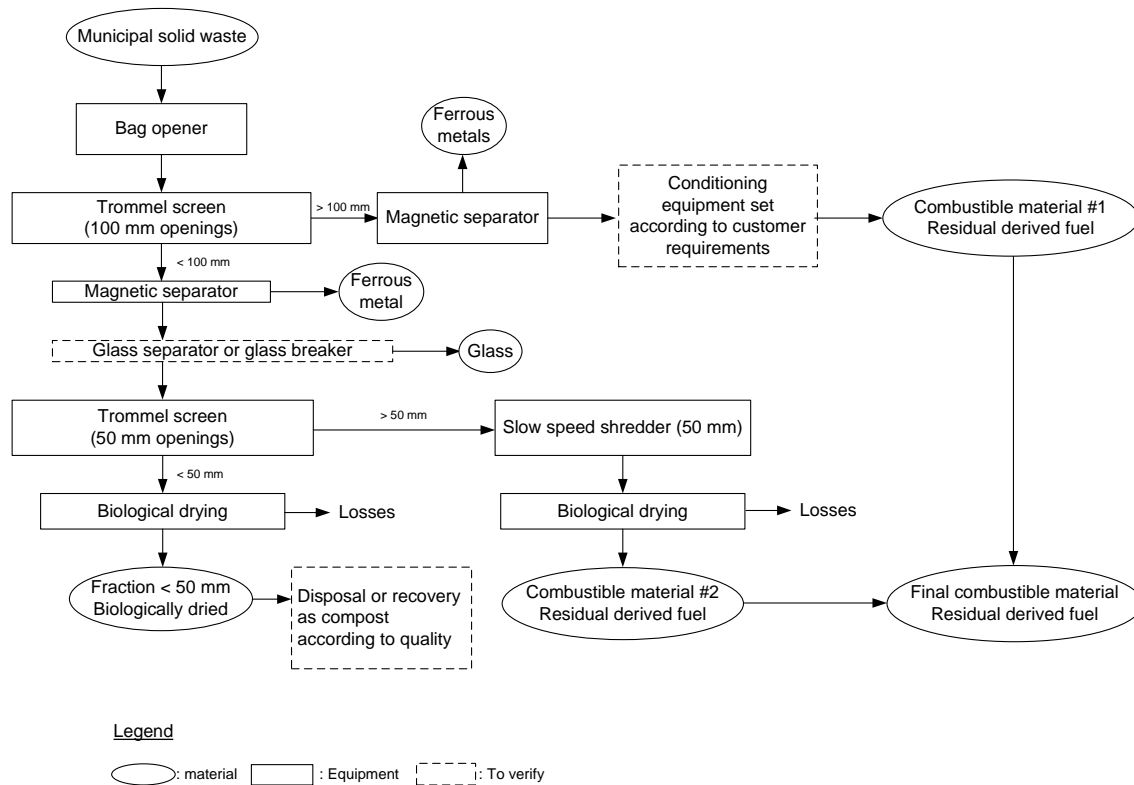 Municipal solid waste
Bag opener
Ferrous
metals
Trommel screen
(100 mm openings)
> 100 mm
Magnetic separator
Conditioning
equipment set
according to customer
requirements
Combustible material #1
Residual derived fuel
< 100 mm
Magnetic separator
Ferrous
metal
Glass separator or glass breaker
Glass
Trommel screen
(50 mm openings)
> 50 mm
Slow speed shredder (50 mm)
< 50 mm
Biological drying
Losses
Biological drying
Losses
Fraction < 50 mm
Biologically dried
Disposal or recovery
as compost
according to quality
Combustible material #2
Residual derived fuel
Final combustible material
Residual derived fuel
Legend
: material
: Equipment
: To verify